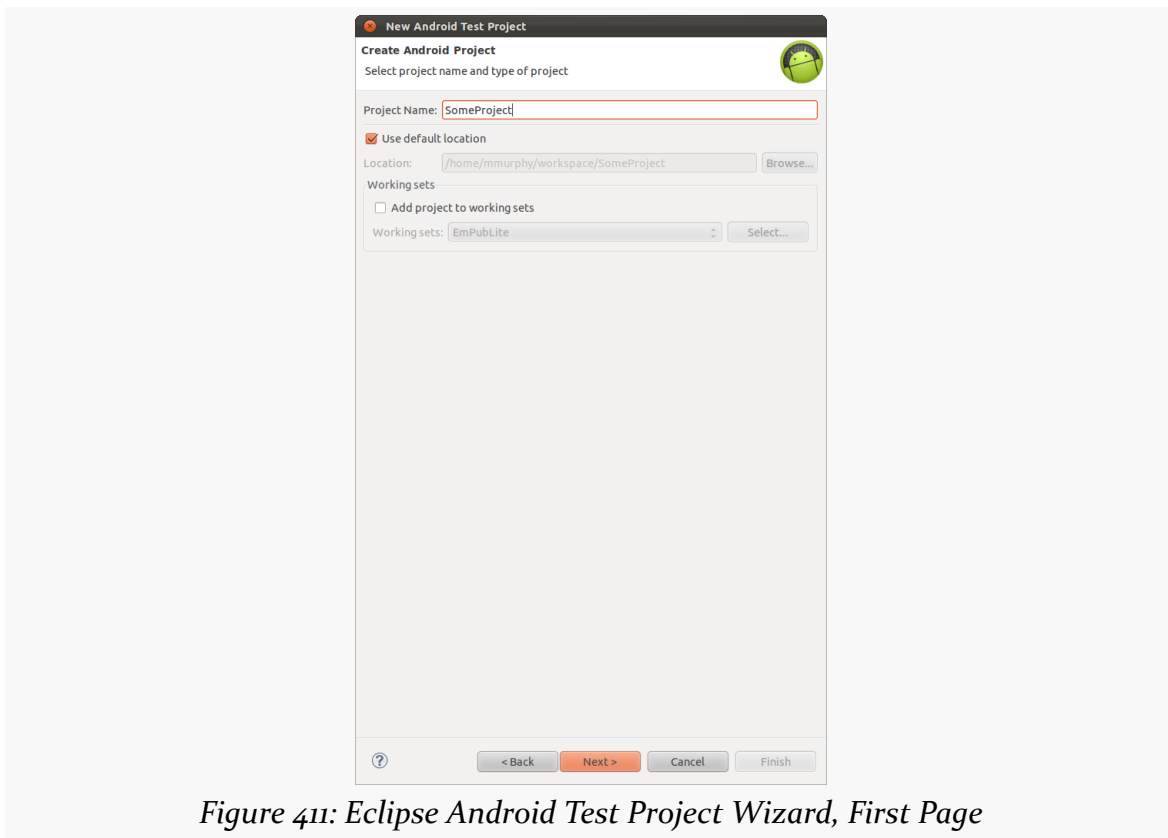 New Android Test Project
Create Android Project
Select project name and type of project
Project Name: SomeProject
Use default location
Location: /home/mmurphy/workspace/SomeProject Browse...
Working sets
Add project to working sets
Working sets: EmPubLite Select...
? < Back Next > Cancel Finish
Figure 411: Eclipse Android Test Project Wizard, First Page